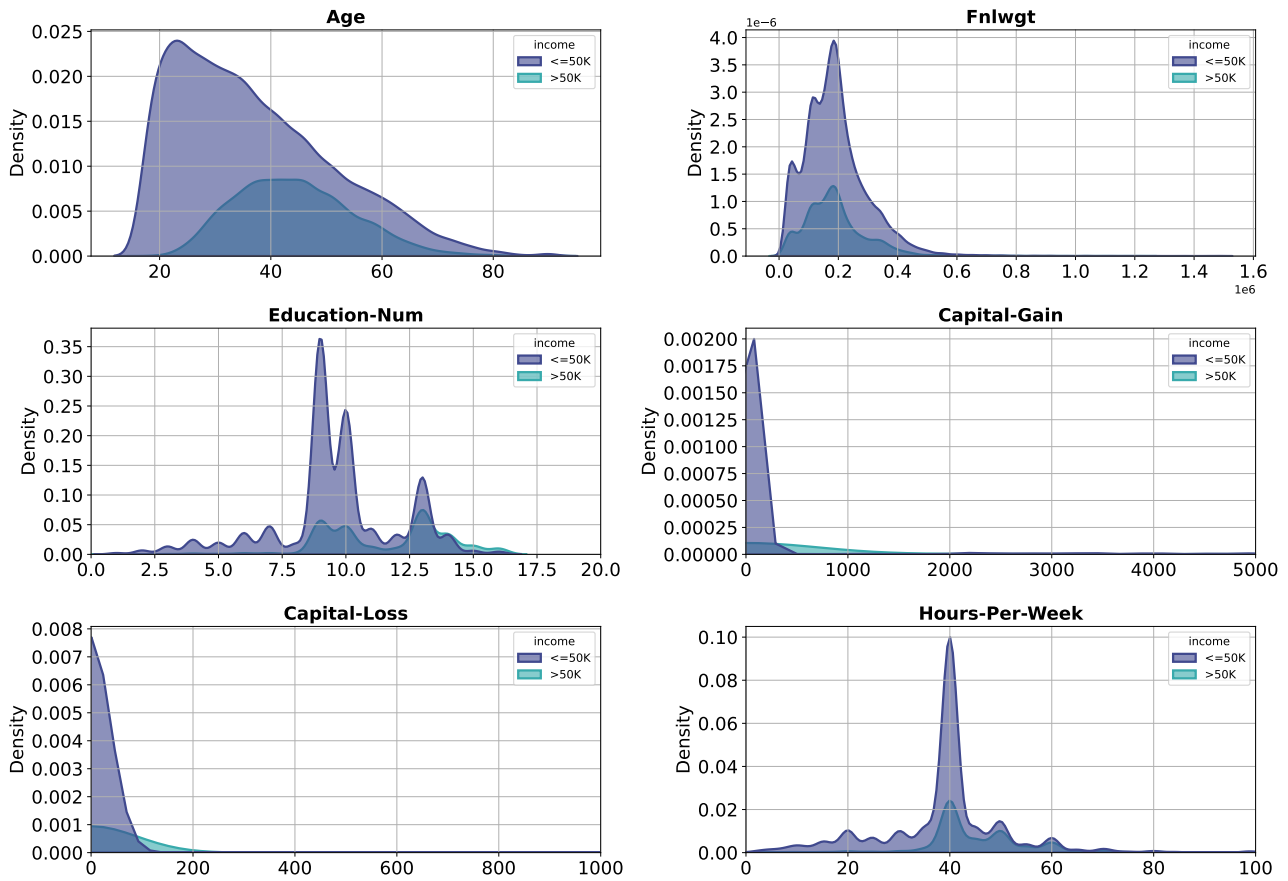 Age
Density
0.025
0.020
0.015
0.010
0.005
0.000
20 40 60 80
income
<=50K
>50K
Fnlwgt
1e−6
Density
4.0
3.5
3.0
2.5
2.0
1.5
1.0
0.5
0.0
0.0 0.2 0.4 0.6 0.8 1.0 1.2 1.4 1.6
1e6
income
<=50K
>50K
Education-Num
Density
0.35
0.30
0.25
0.20
0.15
0.10
0.05
0.00
0.0 2.5 5.0 7.5 10.0 12.5 15.0 17.5 20.0
income
<=50K
>50K
Capital-Gain
Density
0.00200
0.00175
0.00150
0.00125
0.00100
0.00075
0.00050
0.00025
0.00000
0 1000 2000 3000 4000 5000
income
<=50K
>50K
Capital-Loss
Density
0.008
0.007
0.006
0.005
0.004
0.003
0.002
0.001
0.000
0 200 400 600 800 1000
income
<=50K
>50K
Hours-Per-Week
Density
0.10
0.08
0.06
0.04
0.02
0.00
0 20 40 60 80 100
income
<=50K
>50K